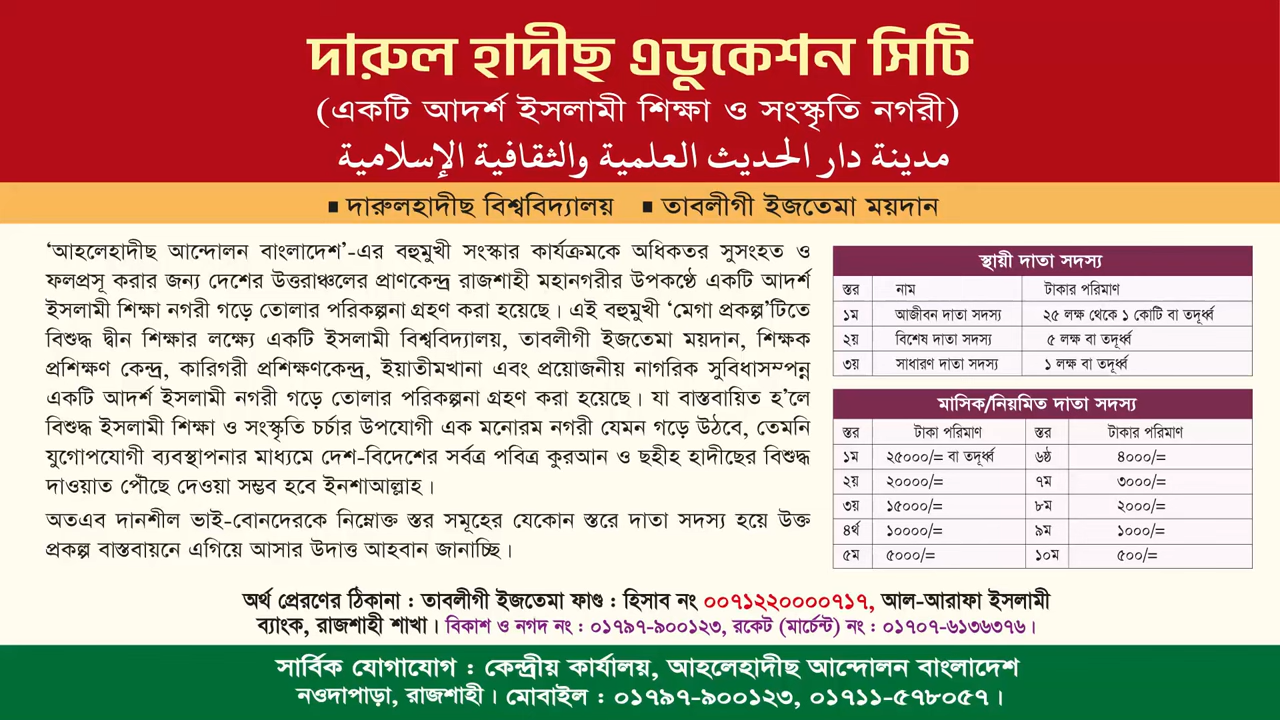 দারুল হাদীছ এডুকেশন সিটি
(একটি আদর্শ ইসলামী শিক্ষা ও সংস্কৃতি নগরী)
مدينة دار الحديث العلمية والثقافية الإسلامية
▪ দারুলহাদীছ বিশ্ববিদ্যালয় ▪ তাবলীগী ইজতেমা ময়দান
‘আহলেহাদীছ আন্দোলন বাংলাদেশ’-এর বহুমুখী সংস্কার কার্যক্রমকে অধিকতর সুসংহত ও
ফলপ্রসূ করার জন্য দেশের উত্তরাঞ্চলের প্রাণকেন্দ্র রাজশাহী মহানগরীর উপকণ্ঠে একটি আদর্শ
ইসলামী শিক্ষা নগরী গড়ে তোলার পরিকল্পনা গ্রহণ করা হয়েছে। এই বহুমুখী ‘মেগা প্রকল্প’টিতে
বিশুদ্ধ দ্বীন শিক্ষার লক্ষ্যে একটি ইসলামী বিশ্ববিদ্যালয়, তাবলীগী ইজতেমা ময়দান, শিক্ষক
প্রশিক্ষণ কেন্দ্র, কারিগরী প্রশিক্ষণকেন্দ্র, ইয়াতীমখানা এবং প্রয়োজনীয় নাগরিক সুবিধাসম্পন্ন
একটি আদর্শ ইসলামী নগরী গড়ে তোলার পরিকল্পনা গ্রহণ করা হয়েছে। যা বাস্তবায়িত হ’লে
বিশুদ্ধ ইসলামী শিক্ষা ও সংস্কৃতি চর্চার উপযোগী এক মনোরম নগরী যেমন গড়ে উঠবে, তেমনি
যুগোপযোগী ব্যবস্থাপনার মাধ্যমে দেশ-বিদেশের সর্বত্র পবিত্র কুরআন ও ছহীহ হাদীছের বিশুদ্ধ
দাওয়াত পৌঁছে দেওয়া সম্ভব হবে ইনশাআল্লাহ।
অতএব দানশীল ভাই-বোনদেরকে নিম্নোক্ত স্তর সমূহের যেকোন স্তরে দাতা সদস্য হয়ে উক্ত
প্রকল্প বাস্তবায়নে এগিয়ে আসার উদাত্ত আহবান জানাচ্ছি।
স্থায়ী দাতা সদস্য
স্তর নাম টাকার পরিমাণ
১ম আজীবন দাতা সদস্য ২৫ লক্ষ থেকে ১ কোটি বা তদূর্ধ্ব
২য় বিশেষ দাতা সদস্য ৫ লক্ষ বা তদূর্ধ্ব
৩য় সাধারণ দাতা সদস্য ১ লক্ষ বা তদূর্ধ্ব
মাসিক/নিয়মিত দাতা সদস্য
স্তর টাকা পরিমাণ স্তর টাকার পরিমাণ
১ম ২৫০০০/= বা তদূর্ধ্ব ৬ষ্ঠ ৪০০০/=
২য় ২০০০০/= ৭ম ৩০০০/=
৩য় ১৫০০০/= ৮ম ২০০০/=
৪র্থ ১০০০০/= ৯ম ১০০০/=
৫ম ৫০০০/= ১০ম ৫০০/=
অর্থ প্রেরণের ঠিকানা : তাবলীগী ইজতেমা ফাণ্ড : হিসাব নং ০০৭১২২০০০০৭১৭, আল-আরাফা ইসলামী
ব্যাংক, রাজশাহী শাখা। বিকাশ ও নগদ নং : ০১৭৯৭-৯০০১২৩, রকেট (মার্চেন্ট) নং : ০১৭০৭-৬১৩৬৩৭৬।
সার্বিক যোগাযোগ : কেন্দ্রীয় কার্যালয়, আহলেহাদীছ আন্দোলন বাংলাদেশ
নওদাপাড়া, রাজশাহী। মোবাইল : ০১৭৯৭-৯০০১২৩, ০১৭১১-৫৭৮০৫৭।